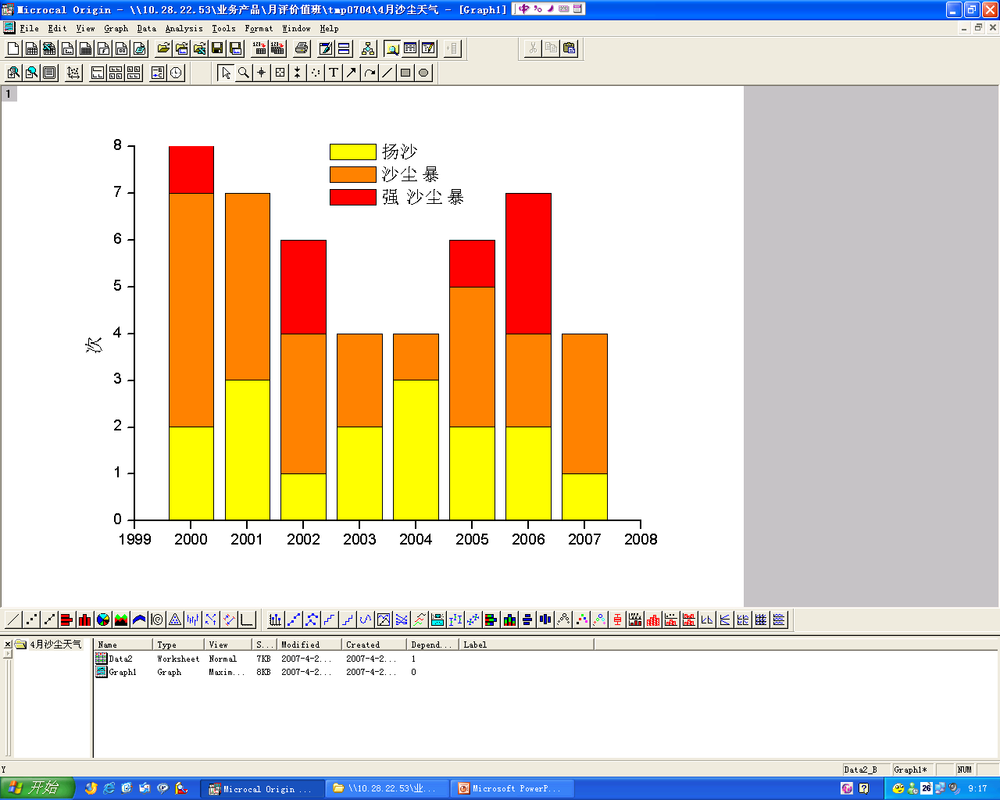 Microcal Origin - \\10.28.22.53\业务产品\月评价值班\tmp0704\4月沙尘天气 - [Graph1]
中
File Edit View Graph Data Analysis Tools Format Window Help
1
扬沙
沙尘 暴
强 沙尘 暴
8
7
6
5
4
3
2
1
0
次
1999 2000 2001 2002 2003 2004 2005 2006 2007 2008
4月沙尘天气
Name Type View S... Modified Created Depend... Label
Data2 Worksheet Normal 7KB 2007-4-2... 2007-4-2... 1
Graph1 Graph Maxim... 8KB 2007-4-2... 2007-4-2... 0
Y Data2_B Graph1* NUM
开始 Microcal Origin ... \\10.28.22.53\业... Microsoft PowerP... 26 9:17